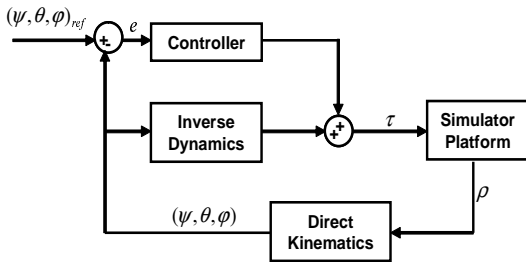 (ψ, θ, φ)ref
+
-
e
Controller
Inverse
Dynamics
+
+
τ
Simulator
Platform
ρ
(ψ, θ, φ)
Direct
Kinematics